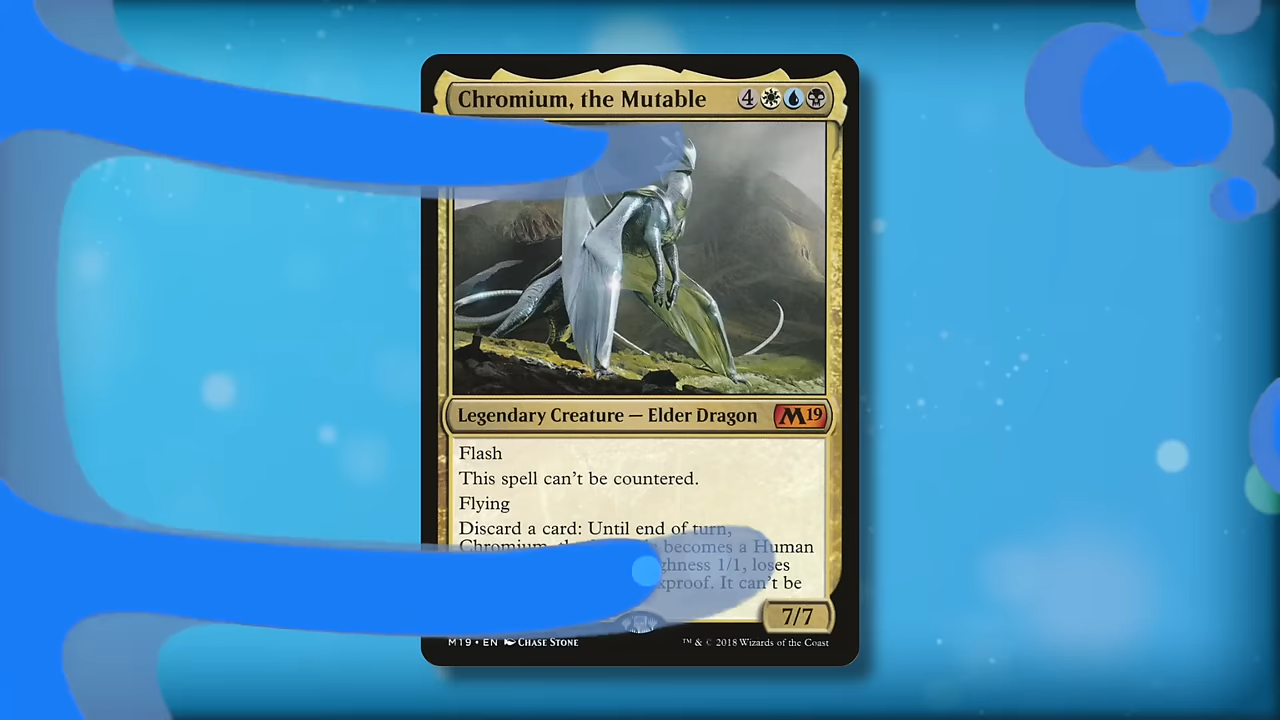 Chromium, the Mutable 4
Legendary Creature — Elder Dragon M19
Flash
This spell can't be countered.
Flying
Discard a card: Until end of turn,
becomes a Human
1/1, loses
It can't be
7/7
M19 • EN Chase Stone ™ & © 2018 Wizards of the Coast